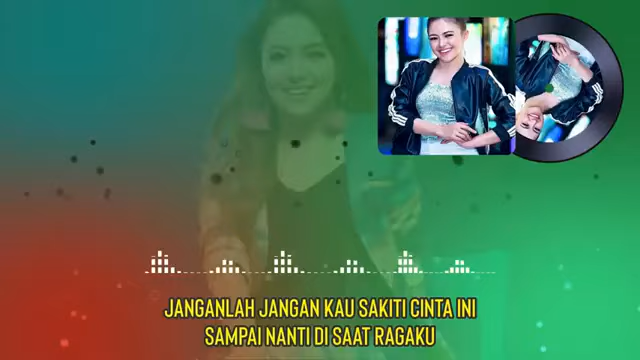 JANGANLAH JANGAN KAU SAKITI CINTA INI
SAMPAI NANTI DI SAAT RAGAKU